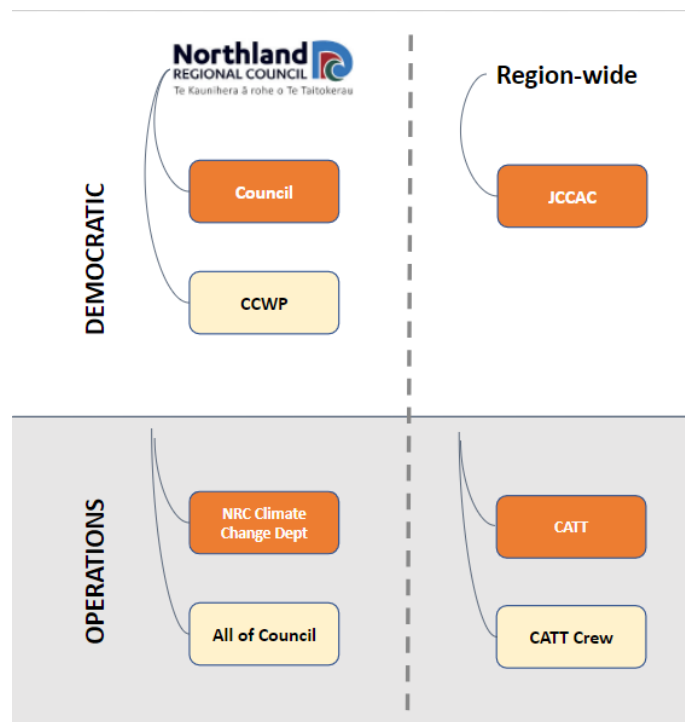 Northland
REGIONAL COUNCIL
Te Kaunihera ā rohe o Te Taitokerau
Region-wide
DEMOCRATIC
Council
JCCAC
CCWP
OPERATIONS
NRC Climate
Change Dept
CATT
All of Council
CATT Crew